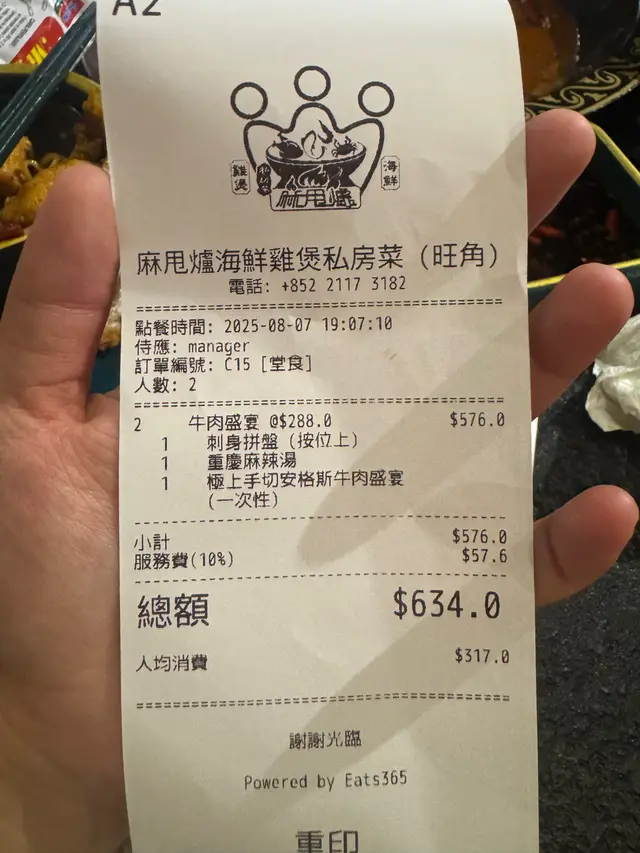 A2
雞煲
海鮮
麻甩爐
麻甩爐海鮮雞煲私房菜 (旺角)
電話: +852 2117 3182
點餐時間: 2025-08-07 19:07:10
侍應: manager
訂單編號: C15 [堂食]
人數: 2
2 牛肉盛宴 @$288.0 $576.0
1 刺身拼盤 (按位上)
1 重慶麻辣湯
1 極上手切安格斯牛肉盛宴
(一次性)
小計 $576.0
服務費(10%) $57.6
總額 $634.0
人均消費 $317.0
謝謝光臨
Powered by Eats365
重印